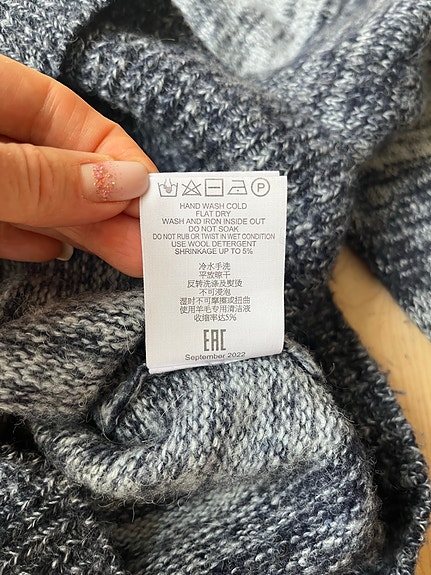 P
HAND WASH COLD
FLAT DRY
WASH AND IRON INSIDE OUT
DO NOT SOAK
DO NOT RUB OR TWIST IN WET CONDITION
USE WOOL DETERGENT
SHRINKAGE UP TO 5%
冷水手洗
平放晾干
反转洗涤及熨烫
不可浸泡
湿时不可摩擦或扭曲
使用羊毛专用清洁液
收缩率达5%
EAC
September 2022